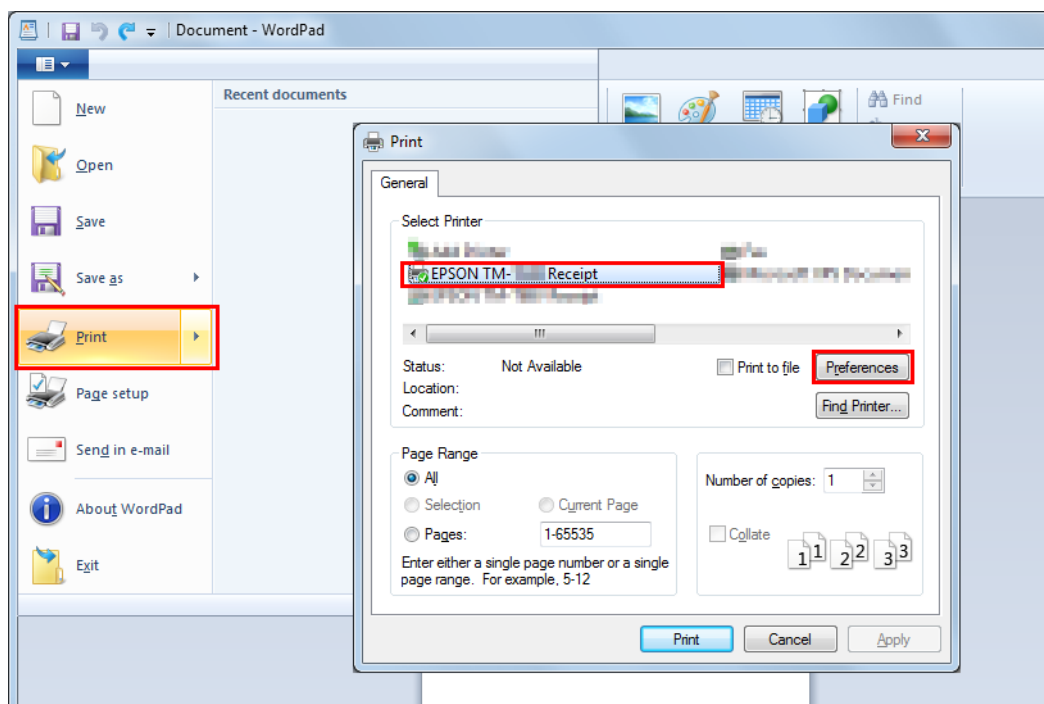 Document - WordPad
New
Open
Save
Save as
Print
Page setup
Send in e-mail
About WordPad
Exit
Recent documents
Find
Print
General
Select Printer
EPSON TM- Receipt
Status: Not Available
Location:
Comment:
Print to file
Preferences
Find Printer...
Page Range
All
Selection
Current Page
Pages: 1-65535
Enter either a single page number or a single
page range. For example, 5-12
Number of copies: 1
Collate
1 1 2 2 3 3
Print
Cancel
Apply